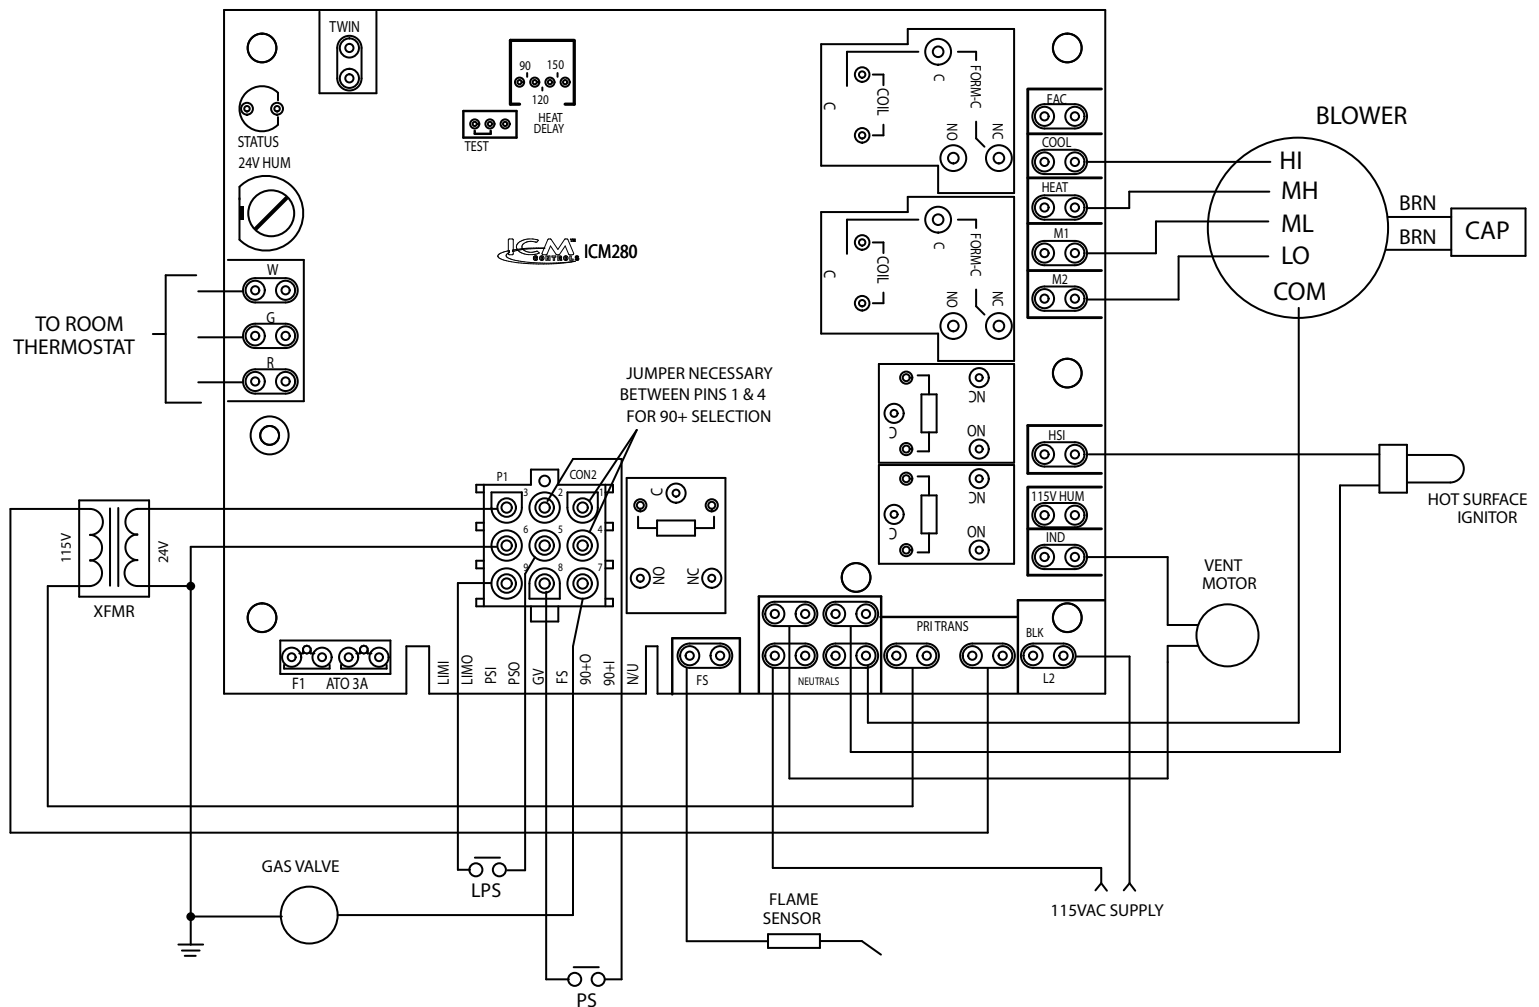 TWIN
90
150
120
HEAT
DELAY
TEST
STATUS
24V HUM
ICM
CONTROLS
ICM280
W
G
R
TO ROOM
THERMOSTAT
C
COIL
C
FORM-C
NO
NC
C
COIL
C
FORM-C
NO
NC
EAC
COOL
HEAT
M1
M2
BLOWER
HI
MH
ML
LO
COM
BRN
BRN
CAP
JUMPER NECESSARY
BETWEEN PINS 1 & 4
FOR 90+ SELECTION
NC
C
NO
NC
C
NO
HSI
115V HUM
IND
HOT SURFACE
IGNITOR
VENT
MOTOR
P1
CON2
3
2
1
6
5
4
9
8
7
C
NO
NC
115V
24V
XFMR
F1
ATO 3A
LIMI
LIMO
PSI
PSO
GV
FS
90+O
90+I
N/U
FS
NEUTRALS
PRI TRANS
BLK
L2
LPS
GAS VALVE
PS
FLAME
SENSOR
115VAC SUPPLY